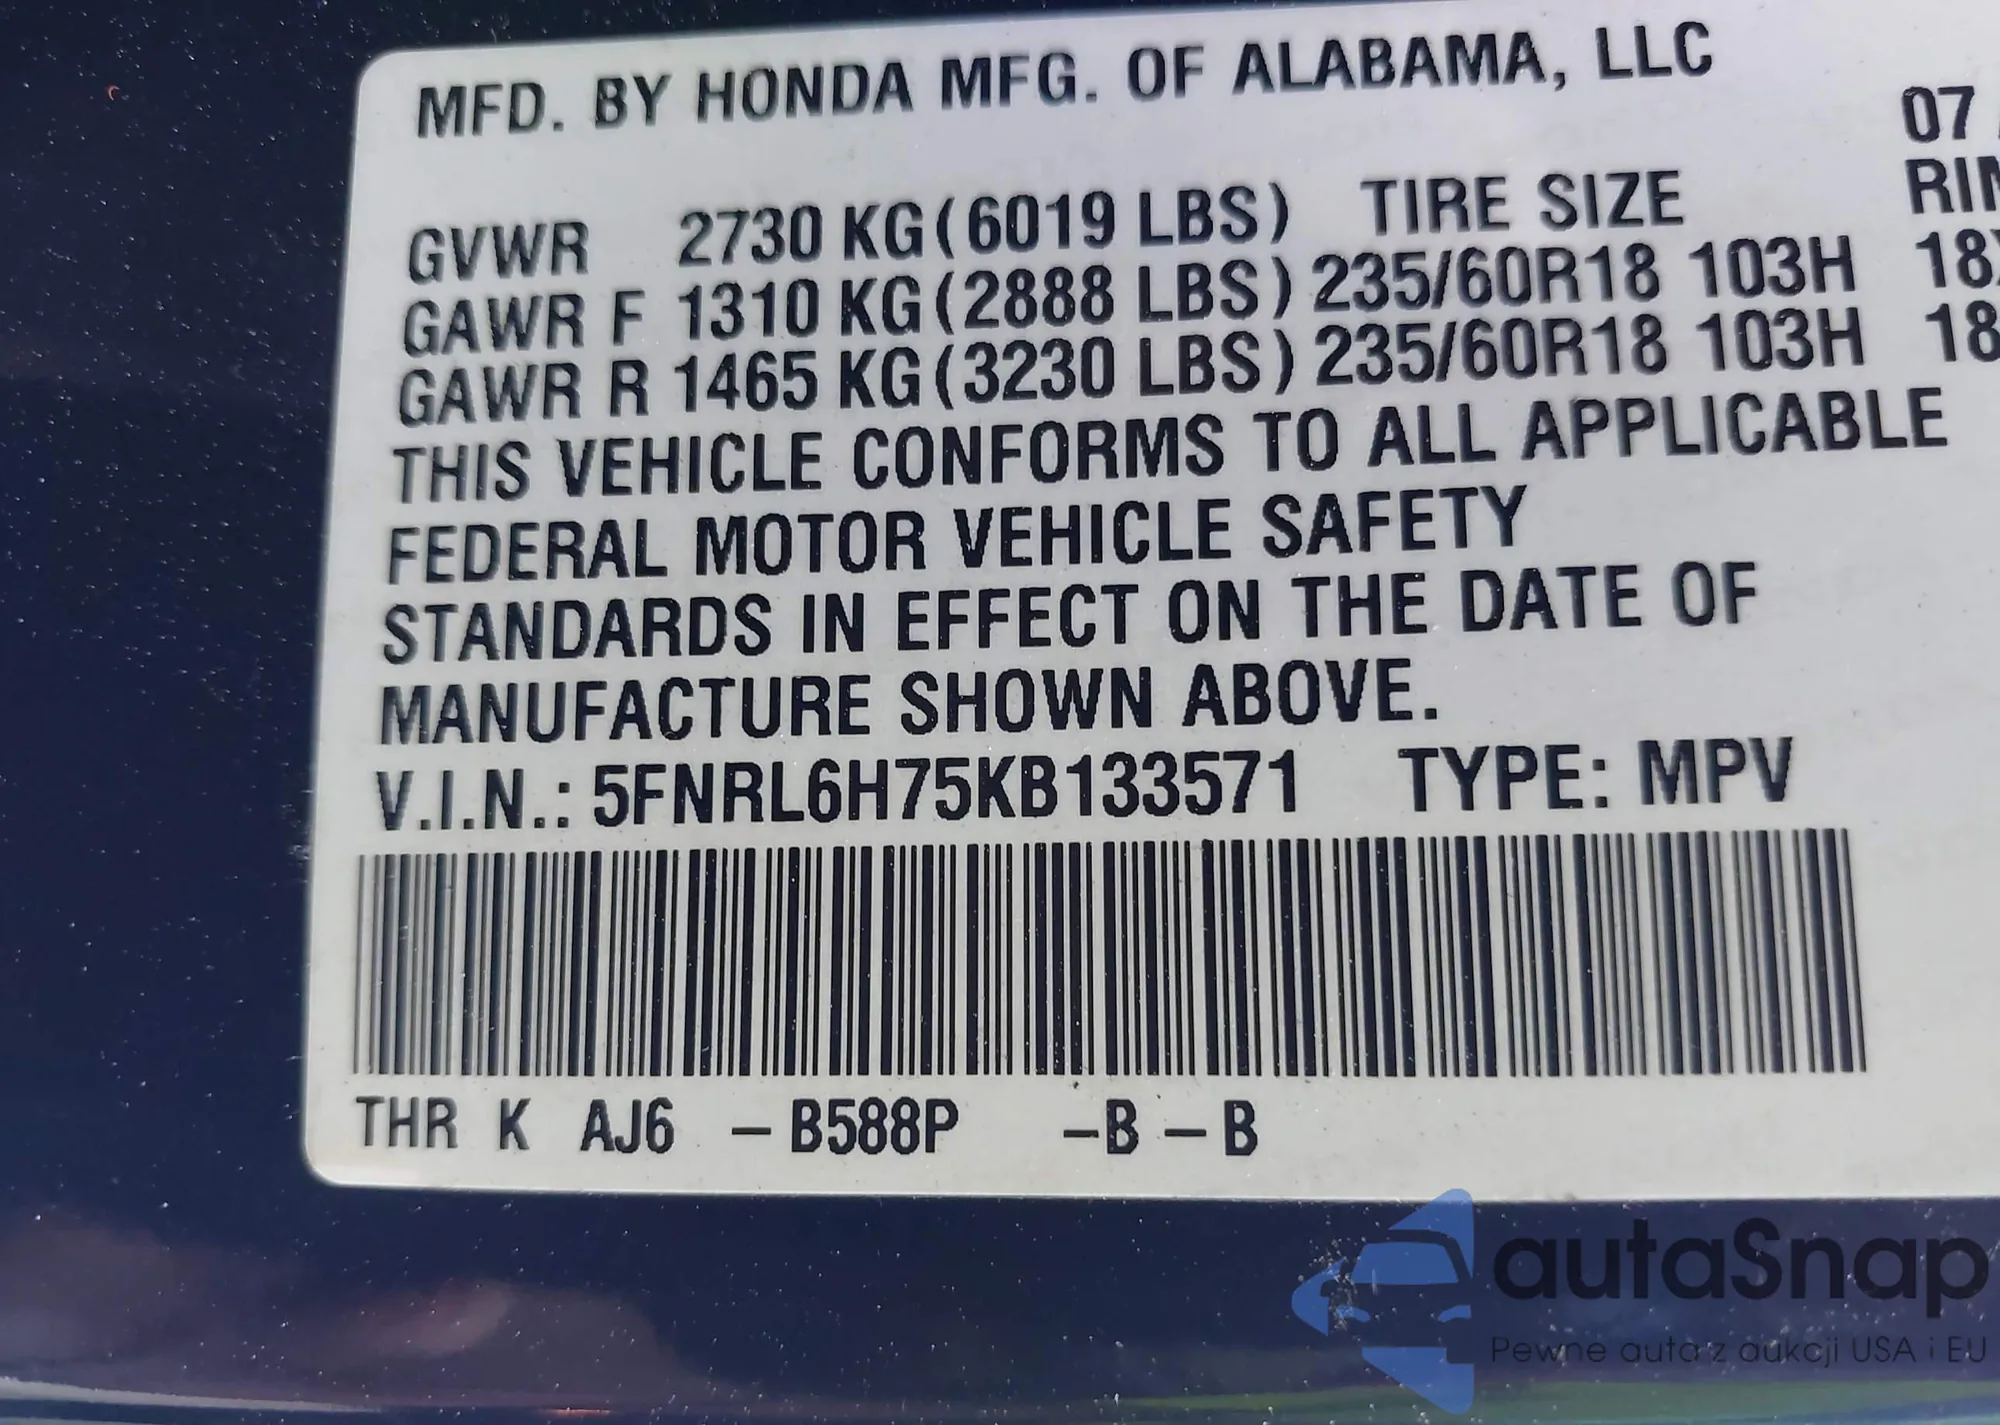 MFD. BY HONDA MFG. OF ALABAMA, LLC
07
GVWR 2730 KG (6019 LBS) TIRE SIZE
GAWR F 1310 KG (2888 LBS) 235/60R18 103H 18X
GAWR R 1465 KG (3230 LBS) 235/60R18 103H 18
THIS VEHICLE CONFORMS TO ALL APPLICABLE
FEDERAL MOTOR VEHICLE SAFETY
STANDARDS IN EFFECT ON THE DATE OF
MANUFACTURE SHOWN ABOVE.
V.I.N.: 5FNRL6H75KB133571 TYPE: MPV
THR K AJ6 – B588P –B – B
autaSnap
Pewne auta z aukcji USA i EU